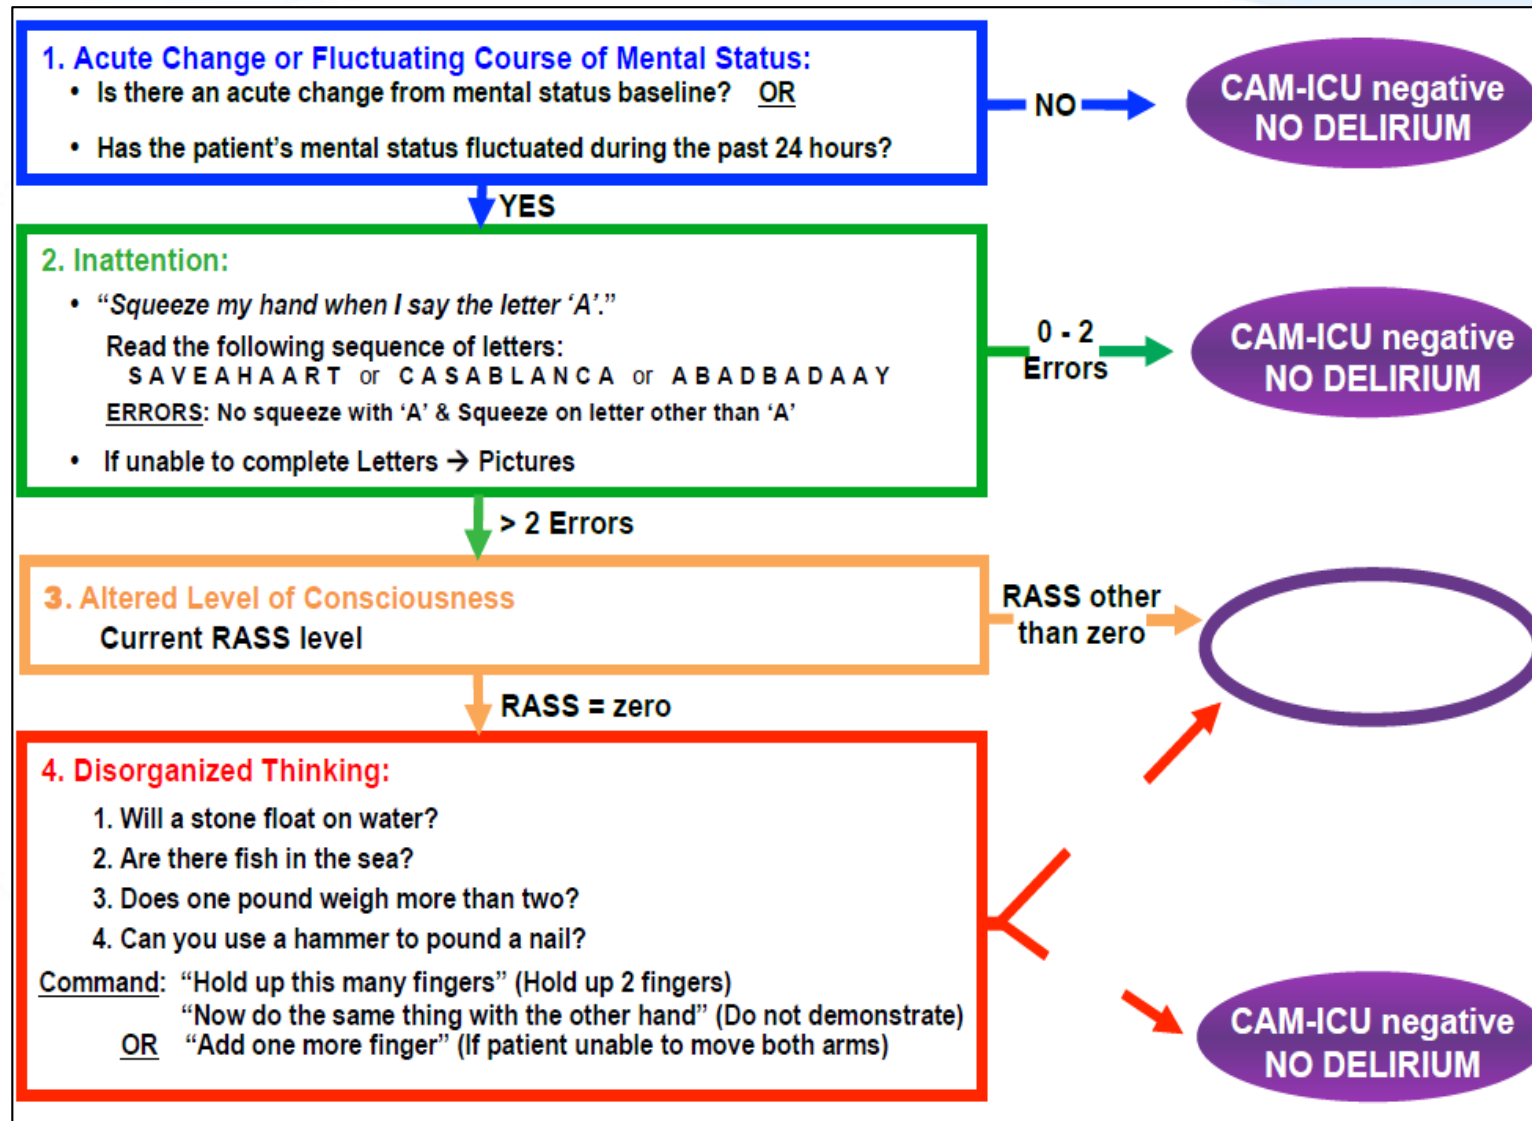 1. Acute Change or Fluctuating Course of Mental Status:
• Is there an acute change from mental status baseline? OR
• Has the patient's mental status fluctuated during the past 24 hours?
NO
CAM-ICU negative
NO DELIRIUM
YES
2. Inattention:
• “Squeeze my hand when I say the letter ‘A’.”
Read the following sequence of letters:
S A V E A H A A R T or C A S A B L A N C A or A B A D B A D A A Y
ERRORS: No squeeze with ‘A’ & Squeeze on letter other than ‘A’
• If unable to complete Letters → Pictures
0 - 2
Errors
CAM-ICU negative
NO DELIRIUM
> 2 Errors
3. Altered Level of Consciousness
Current RASS level
RASS other
than zero
RASS = zero
4. Disorganized Thinking:
1. Will a stone float on water?
2. Are there fish in the sea?
3. Does one pound weigh more than two?
4. Can you use a hammer to pound a nail?
Command: “Hold up this many fingers” (Hold up 2 fingers)
“Now do the same thing with the other hand” (Do not demonstrate)
OR “Add one more finger” (If patient unable to move both arms)
CAM-ICU negative
NO DELIRIUM